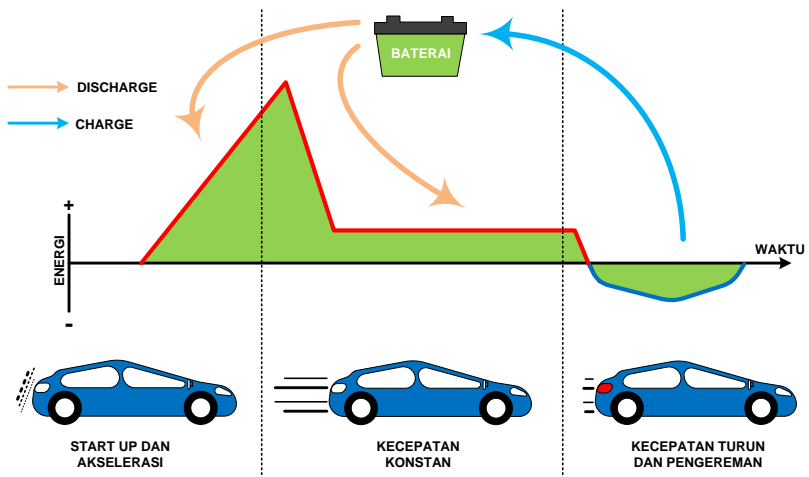 BATERAI
DISCHARGE
CHARGE
+
ENERGI
-
WAKTU
START UP DAN
AKSELERASI
KECEPATAN
KONSTAN
KECEPATAN TURUN
DAN PENGEREMAN